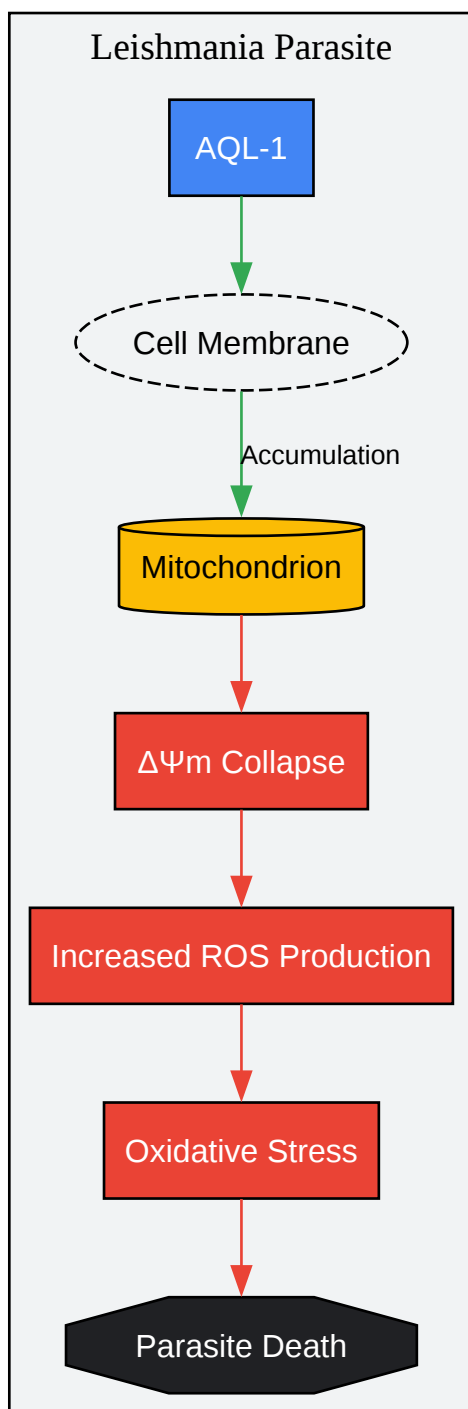 Leishmania Parasite
AQL-1
Cell Membrane
Accumulation
Mitochondrion
ΔΨm Collapse
Increased ROS Production
Oxidative Stress
Parasite Death